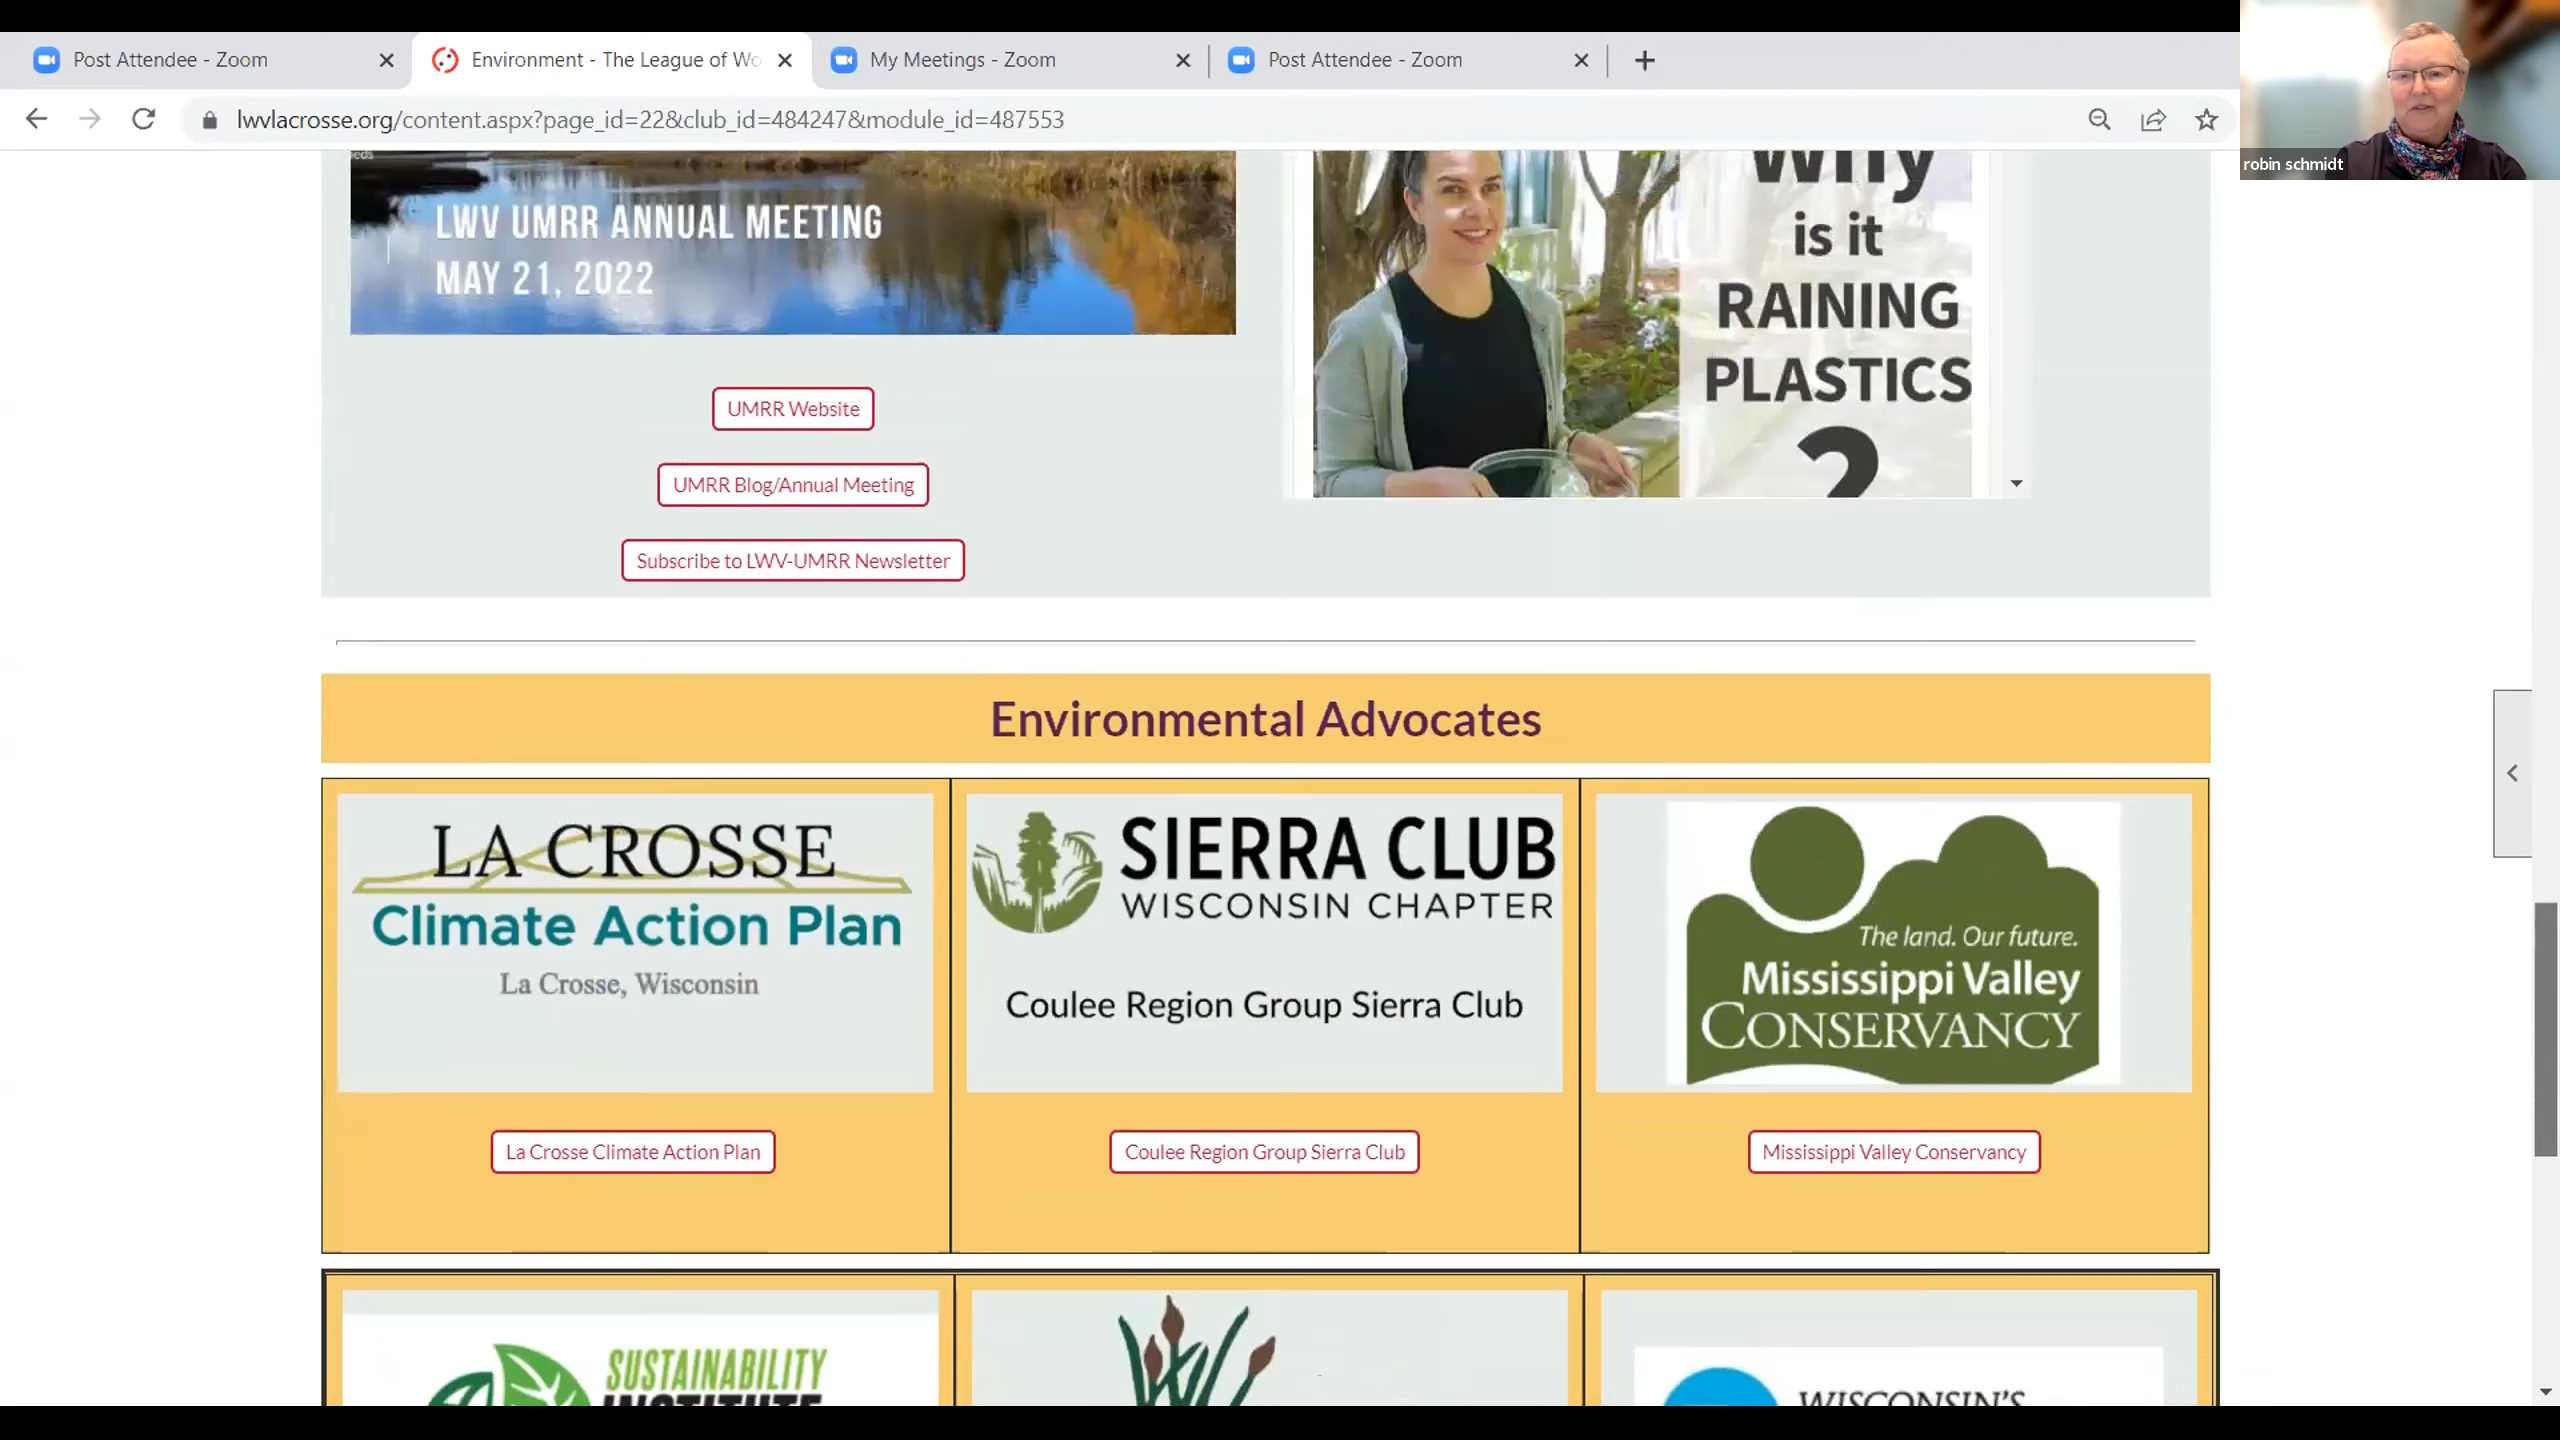 Post Attendee - Zoom
Environment - The League of Wo
My Meetings - Zoom
Post Attendee - Zoom
lwvlacrosse.org/content.aspx?page_id=22&club_id=484247&module_id=487553
robin schmidt
LWV UMRR ANNUAL MEETING
MAY 21, 2022
Why
is it
RAINING
PLASTICS
?
UMRR Website
UMRR Blog/Annual Meeting
Subscribe to LWV-UMRR Newsletter
Environmental Advocates
LA CROSSE
Climate Action Plan
La Crosse, Wisconsin
SIERRA CLUB
WISCONSIN CHAPTER
Coulee Region Group Sierra Club
The land. Our future.
Mississippi Valley
CONSERVANCY
La Crosse Climate Action Plan
Coulee Region Group Sierra Club
Mississippi Valley Conservancy
SUSTAINABILITY
INSTITUTE
WISCONSIN'S